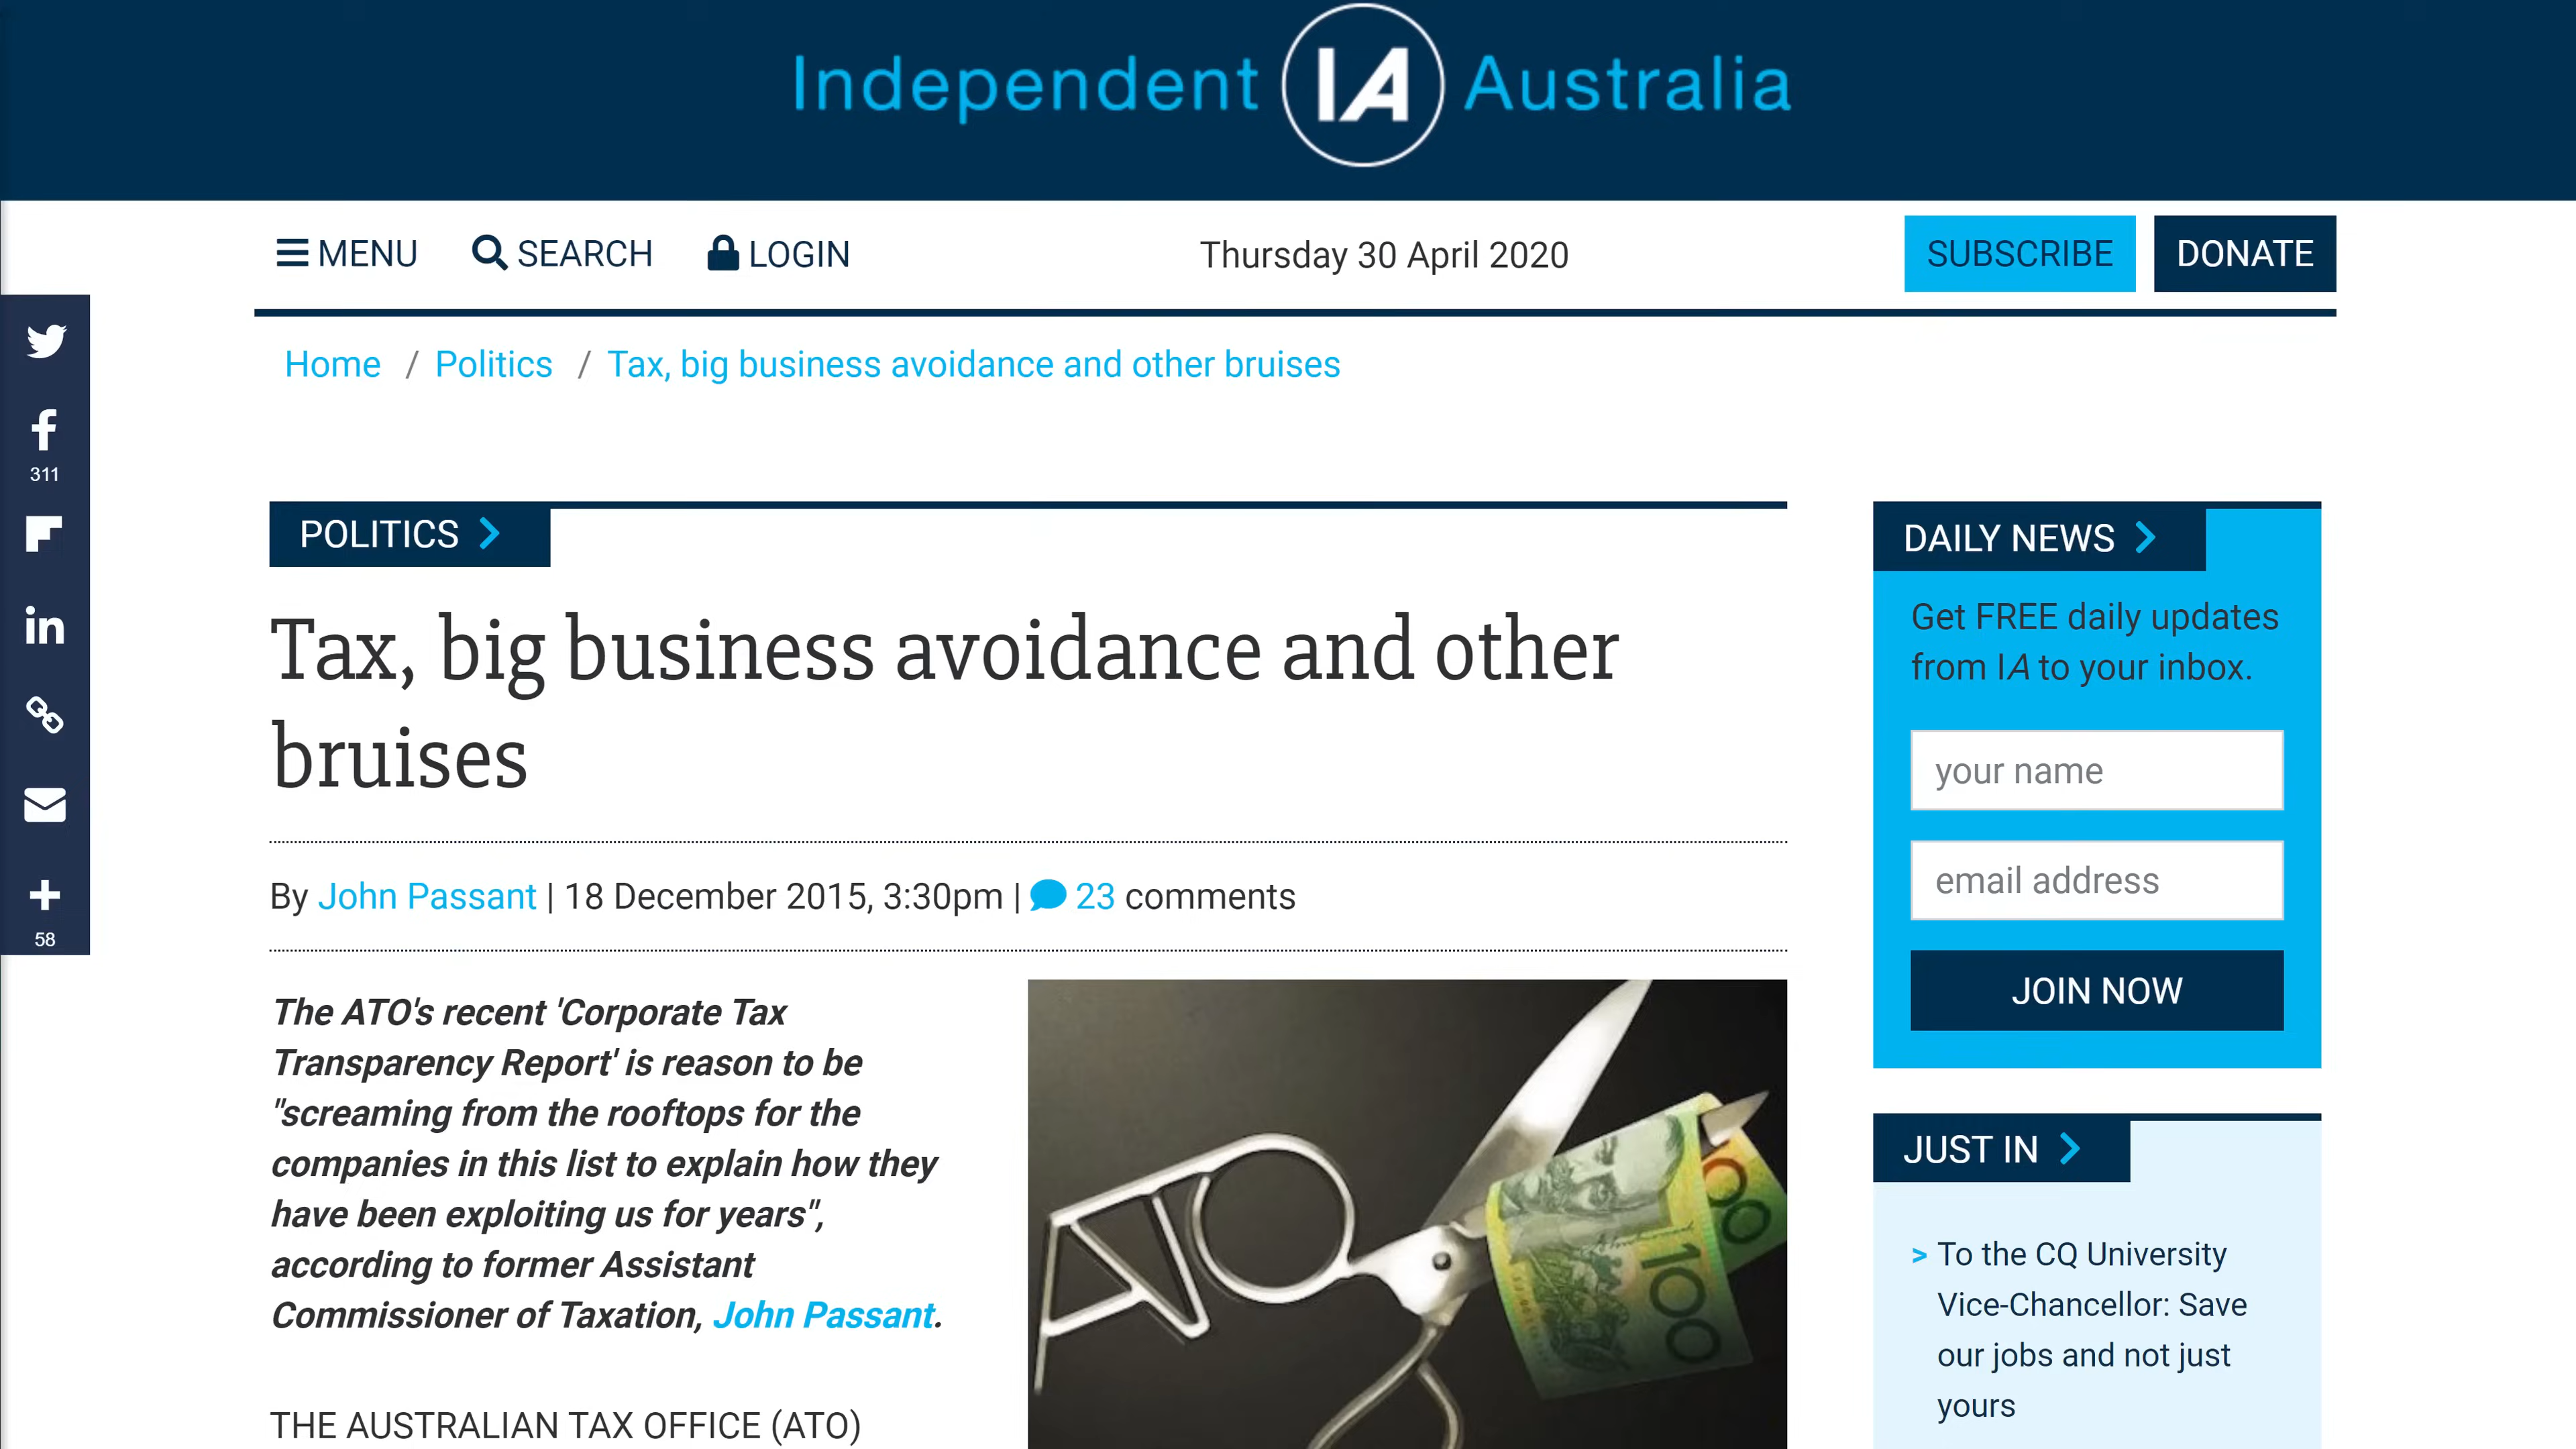 Independent IA Australia
MENU SEARCH LOGIN Thursday 30 April 2020 SUBSCRIBE DONATE
Home / Politics / Tax, big business avoidance and other bruises
311
58
POLITICS >
Tax, big business avoidance and other
bruises
By John Passant | 18 December 2015, 3:30pm | 23 comments
The ATO's recent 'Corporate Tax
Transparency Report' is reason to be
"screaming from the rooftops for the
companies in this list to explain how they
have been exploiting us for years",
according to former Assistant
Commissioner of Taxation, John Passant.
THE AUSTRALIAN TAX OFFICE (ATO)
ATO
100
DAILY NEWS >
Get FREE daily updates
from IA to your inbox.
your name
email address
JOIN NOW
JUST IN >
> To the CQ University
Vice-Chancellor: Save
our jobs and not just
yours